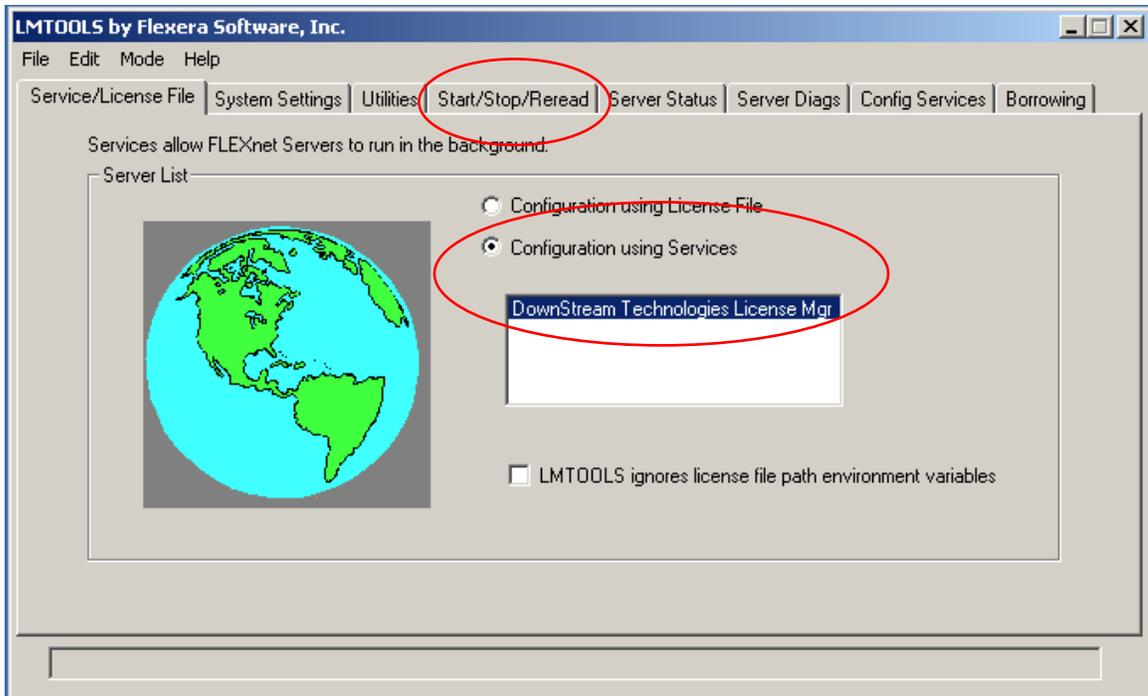 LMTOOLS by Flexera Software, Inc.
File Edit Mode Help
Service/License File System Settings Utilities Start/Stop/Reread Server Status Server Diags Config Services Borrowing
Services allow FLEXnet Servers to run in the background.
Server List
Configuration using License File
Configuration using Services
DownStream Technologies License Mgr
LMTOOLS ignores license file path environment variables